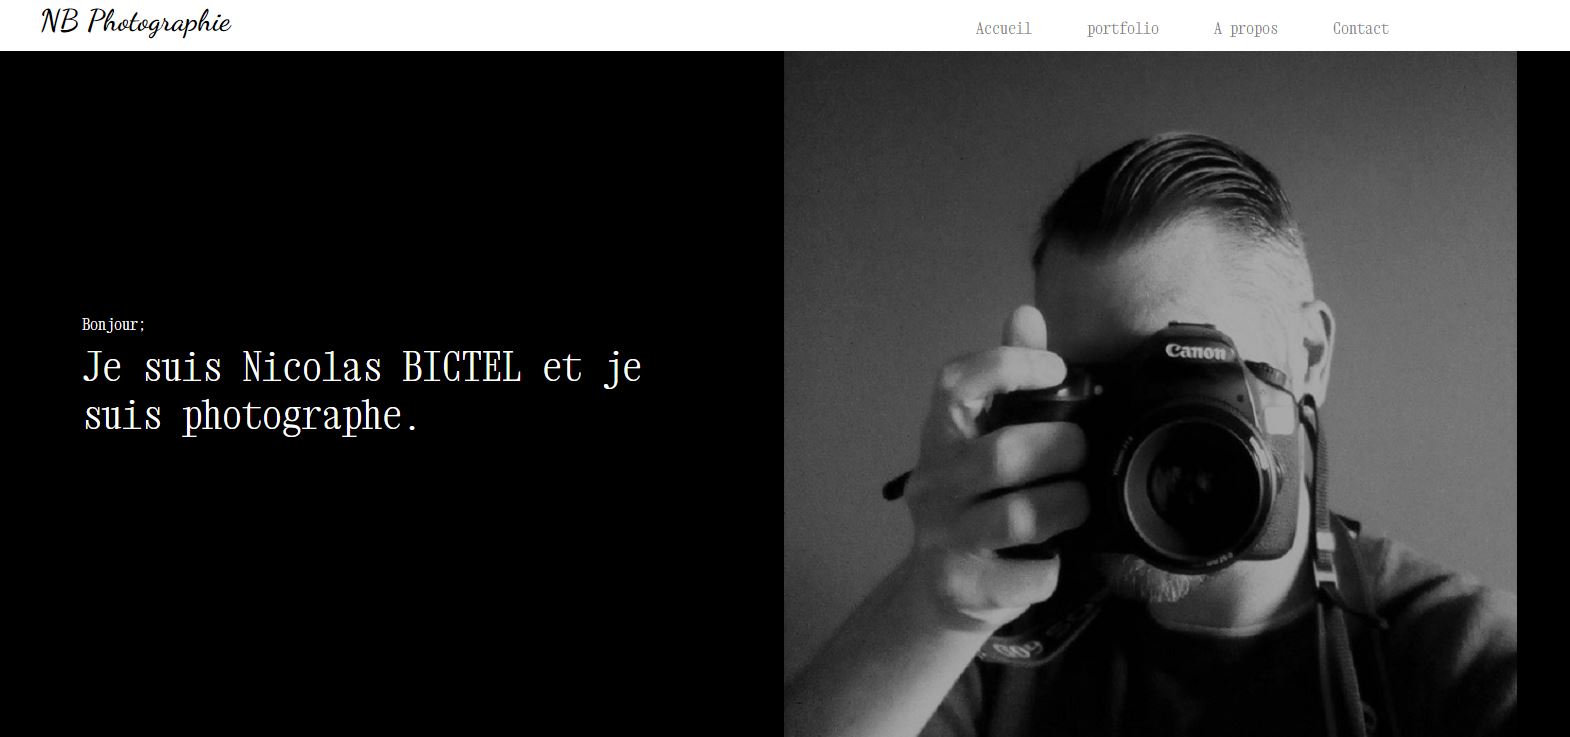 NB Photographie
Accueil portfolio A propos Contact
Bonjour;
Je suis Nicolas BICTEL et je
suis photographe.
Canon